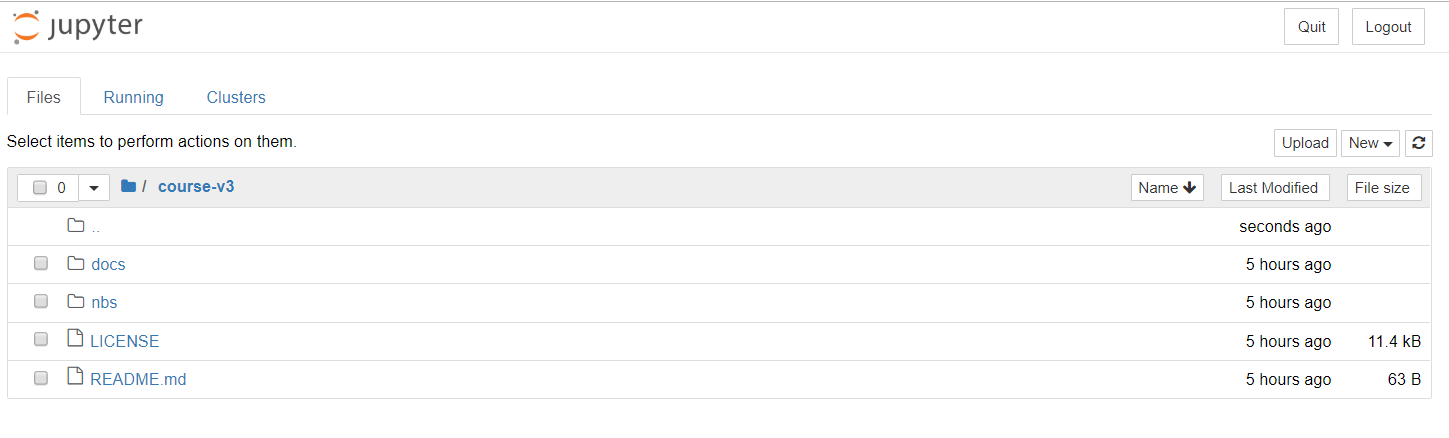 jupyter Quit Logout
Files Running Clusters
Select items to perform actions on them. Upload New
0 / course-v3 Name Last Modified File size
.. seconds ago
docs 5 hours ago
nbs 5 hours ago
LICENSE 5 hours ago 11.4 kB
README.md 5 hours ago 63 B